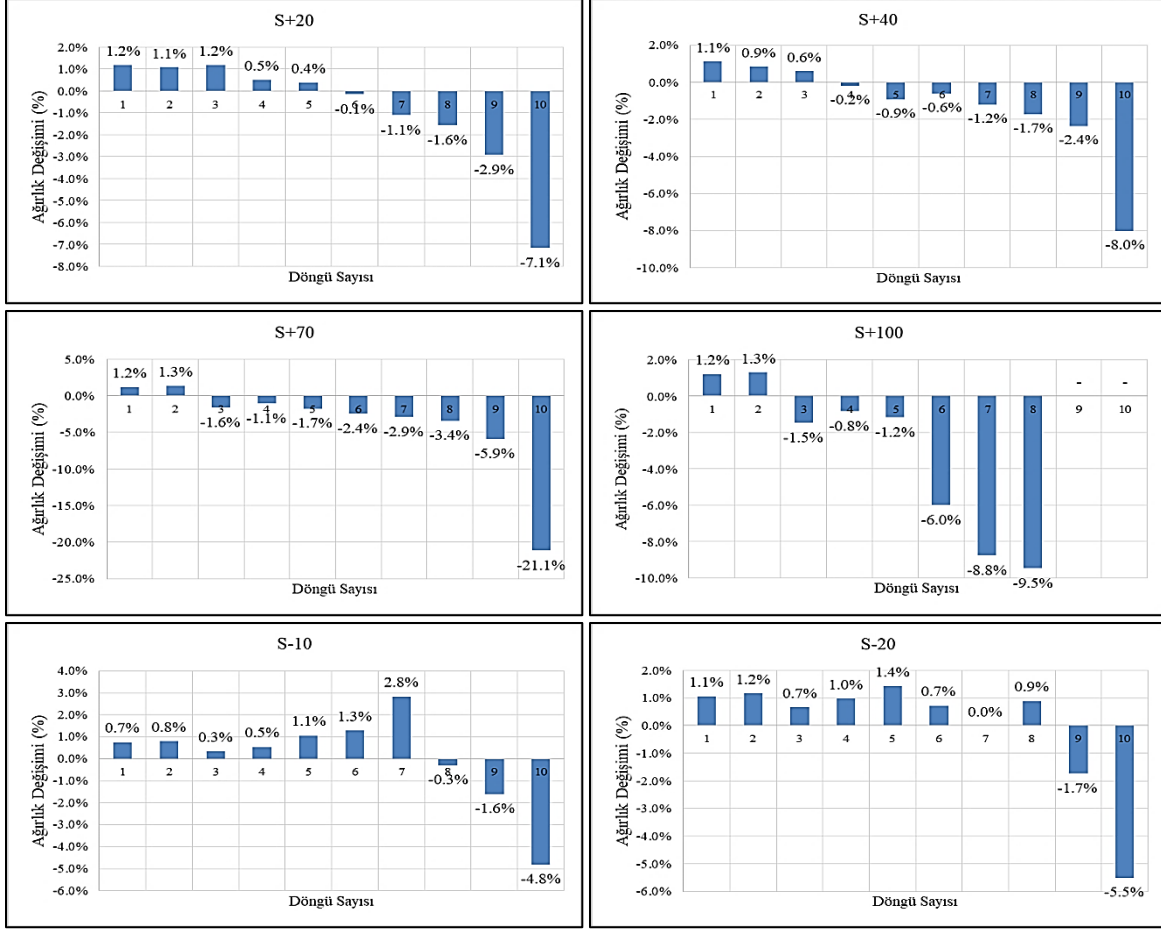 S+20
Ağırlık Değişimi (%)
2.0%
1.0%
0.0%
-1.0%
-2.0%
-3.0%
-4.0%
-5.0%
-6.0%
-7.0%
-8.0%
1.2% 1.1% 1.2% 0.5% 0.4% -0.1% -1.1% -1.6% -2.9% -7.1%
1 2 3 4 5 6 7 8 9 10
Döngü Sayısı
S+40
Ağırlık Değişimi (%)
2.0%
0.0%
-2.0%
-4.0%
-6.0%
-8.0%
-10.0%
1.1% 0.9% 0.6% -0.2% -0.9% -0.6% -1.2% -1.7% -2.4% -8.0%
1 2 3 4 5 6 7 8 9 10
Döngü Sayısı
S+70
Ağırlık Değişimi (%)
5.0%
0.0%
-5.0%
-10.0%
-15.0%
-20.0%
-25.0%
1.2% 1.3% -1.6% -1.1% -1.7% -2.4% -2.9% -3.4% -5.9% -21.1%
1 2 3 4 5 6 7 8 9 10
Döngü Sayısı
S+100
Ağırlık Değişimi (%)
2.0%
0.0%
-2.0%
-4.0%
-6.0%
-8.0%
-10.0%
1.2% 1.3% -1.5% -0.8% -1.2% -6.0% -8.8% -9.5% - -
1 2 3 4 5 6 7 8 9 10
Döngü Sayısı
S-10
Ağırlık Değişimi (%)
4.0%
3.0%
2.0%
1.0%
0.0%
-1.0%
-2.0%
-3.0%
-4.0%
-5.0%
-6.0%
0.7% 0.8% 0.3% 0.5% 1.1% 1.3% 2.8% -0.3% -1.6% -4.8%
1 2 3 4 5 6 7 8 9 10
Döngü Sayısı
S-20
Ağırlık Değişimi (%)
2.0%
1.0%
0.0%
-1.0%
-2.0%
-3.0%
-4.0%
-5.0%
-6.0%
1.1% 1.2% 0.7% 1.0% 1.4% 0.7% 0.0% 0.9% -1.7% -5.5%
1 2 3 4 5 6 7 8 9 10
Döngü Sayısı